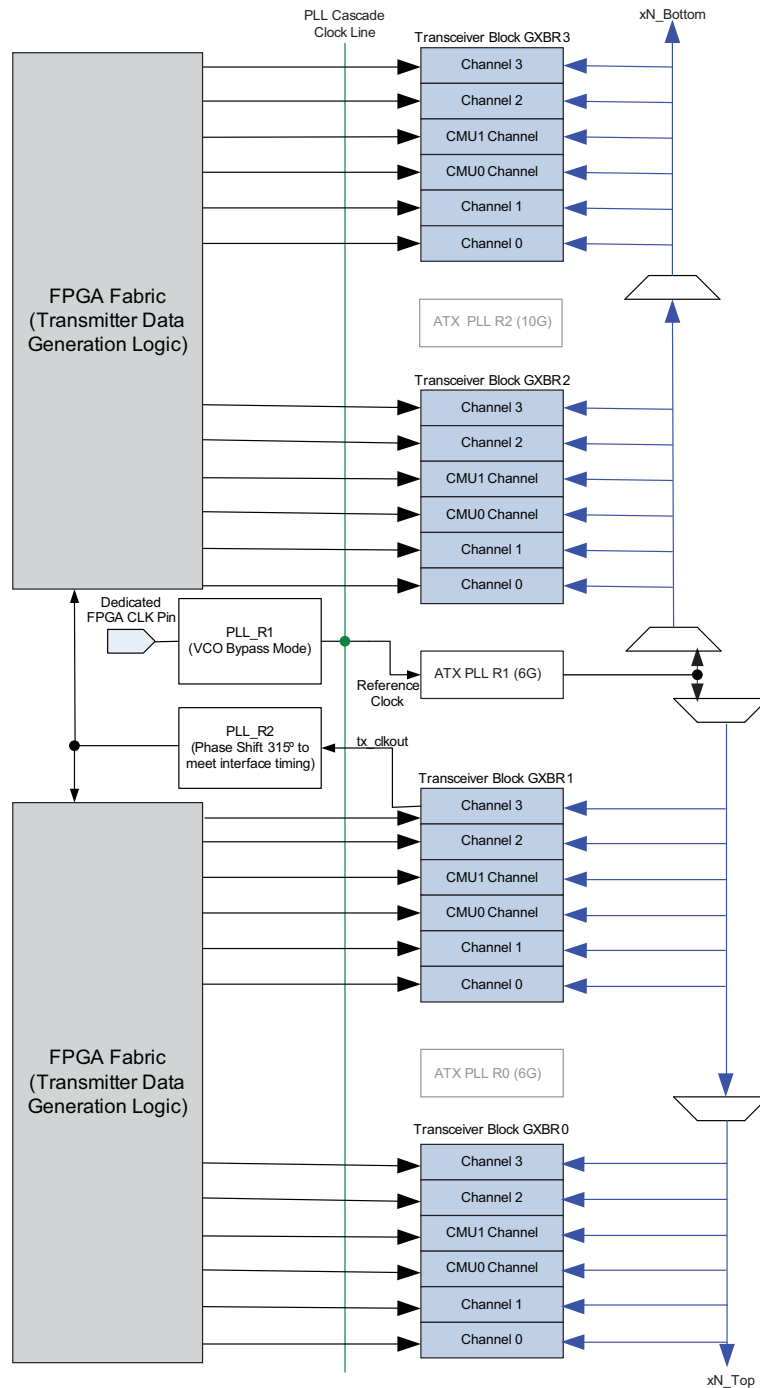 PLL Cascade
Clock Line
xN_Bottom
Transceiver Block GXBR3
Channel 3
Channel 2
CMU1 Channel
CMU0 Channel
Channel 1
Channel 0
FPGA Fabric
(Transmitter Data
Generation Logic)
ATX PLL R2 (10G)
Transceiver Block GXBR2
Channel 3
Channel 2
CMU1 Channel
CMU0 Channel
Channel 1
Channel 0
Dedicated
FPGA CLK Pin
PLL_R1
(VCO Bypass Mode)
Reference
Clock
ATX PLL R1 (6G)
PLL_R2
(Phase Shift 315º to
meet interface timing)
tx_clkout
Transceiver Block GXBR1
Channel 3
Channel 2
CMU1 Channel
CMU0 Channel
Channel 1
Channel 0
FPGA Fabric
(Transmitter Data
Generation Logic)
ATX PLL R0 (6G)
Transceiver Block GXBR0
Channel 3
Channel 2
CMU1 Channel
CMU0 Channel
Channel 1
Channel 0
xN_Top